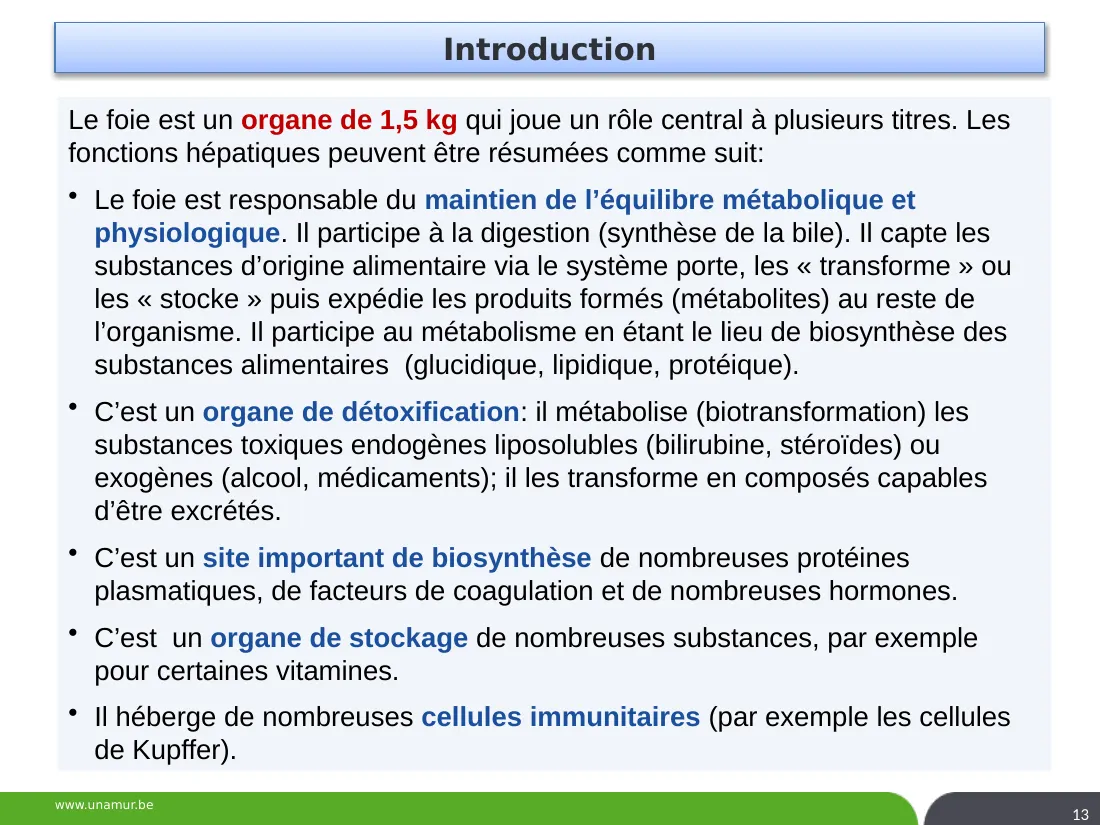 Introduction
Le foie est un organe de 1,5 kg qui joue un rôle central à plusieurs titres. Les
fonctions hépatiques peuvent être résumées comme suit:
• Le foie est responsable du maintien de l’équilibre métabolique et
physiologique. Il participe à la digestion (synthèse de la bile). Il capte les
substances d’origine alimentaire via le système porte, les « transforme » ou
les « stocke » puis expédie les produits formés (métabolites) au reste de
l’organisme. Il participe au métabolisme en étant le lieu de biosynthèse des
substances alimentaires  (glucidique, lipidique, protéique).
• C’est un organe de détoxification: il métabolise (biotransformation) les
substances toxiques endogènes liposolubles (bilirubine, stéroïdes) ou
exogènes (alcool, médicaments); il les transforme en composés capables
d’être excrétés.
• C’est un site important de biosynthèse de nombreuses protéines
plasmatiques, de facteurs de coagulation et de nombreuses hormones.
• C’est  un organe de stockage de nombreuses substances, par exemple
pour certaines vitamines.
• Il héberge de nombreuses cellules immunitaires (par exemple les cellules
de Kupffer).
www.unamur.be
13